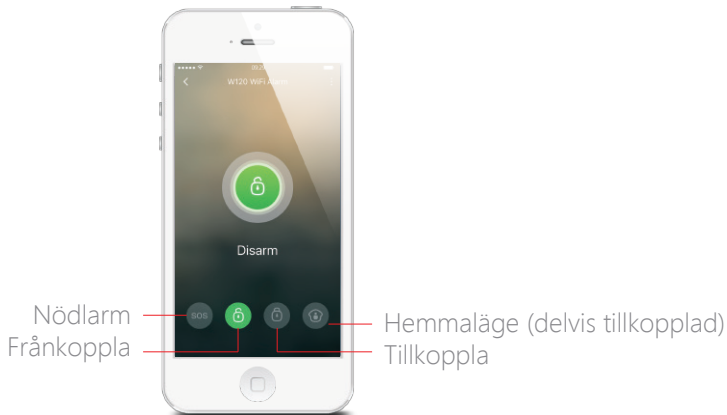 W120 WiFi Alarm
Disarm
SOS
Nödlarm
Frånkoppla
Hemmaläge (delvis tillkopplad)
Tillkoppla